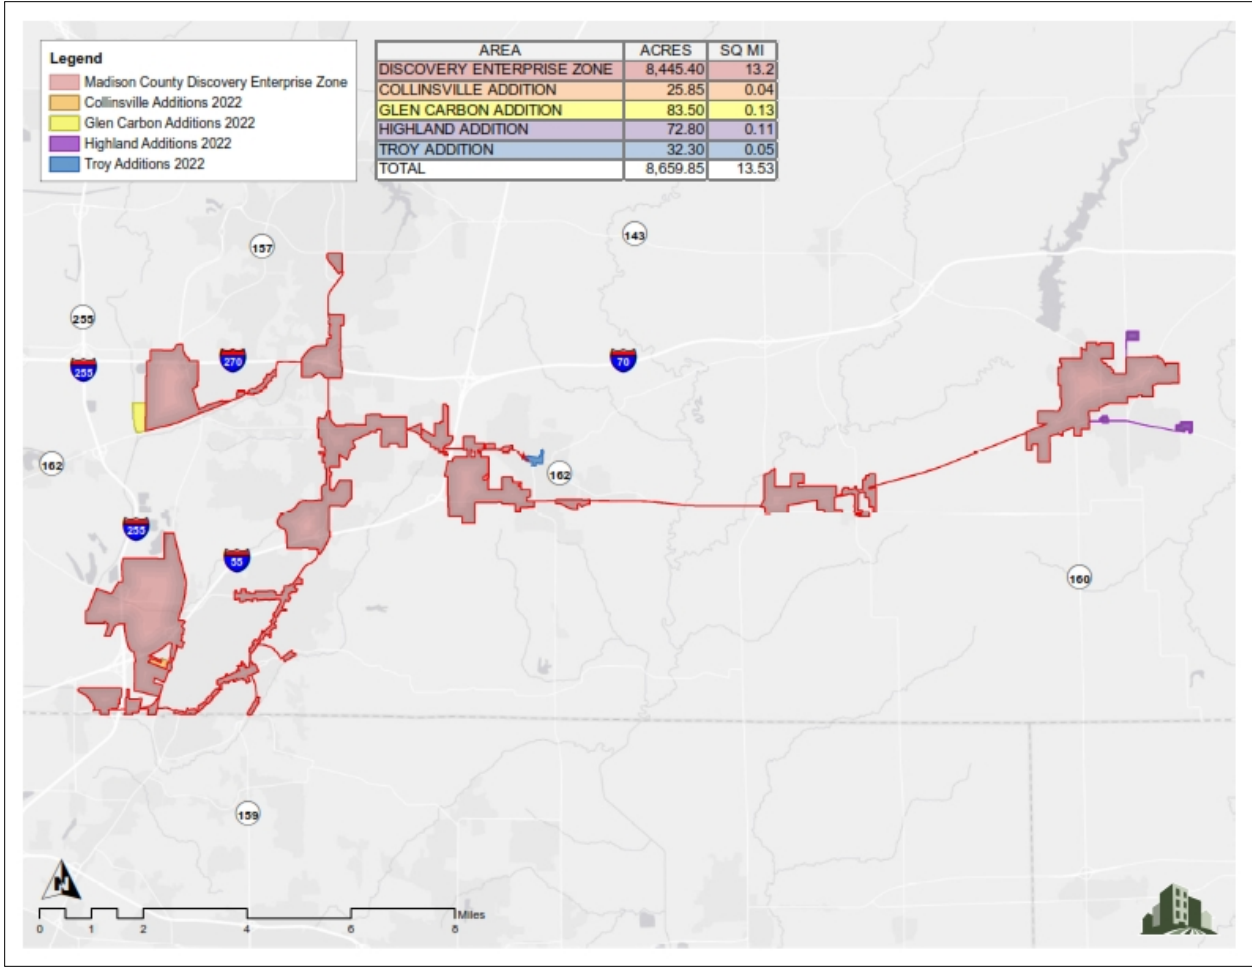 Legend
Madison County Discovery Enterprise Zone
Collinsville Additions 2022
Glen Carbon Additions 2022
Highland Additions 2022
Troy Additions 2022
AREA ACRES SQ MI
DISCOVERY ENTERPRISE ZONE 8,445.40 13.2
COLLINSVILLE ADDITION 25.85 0.04
GLEN CARBON ADDITION 83.50 0.13
HIGHLAND ADDITION 72.80 0.11
TROY ADDITION 32.30 0.05
TOTAL 8,659.85 13.53
143
157
255
270
70
255
162
162
255
55
160
159
N
Miles
0 1 2 4 6 8